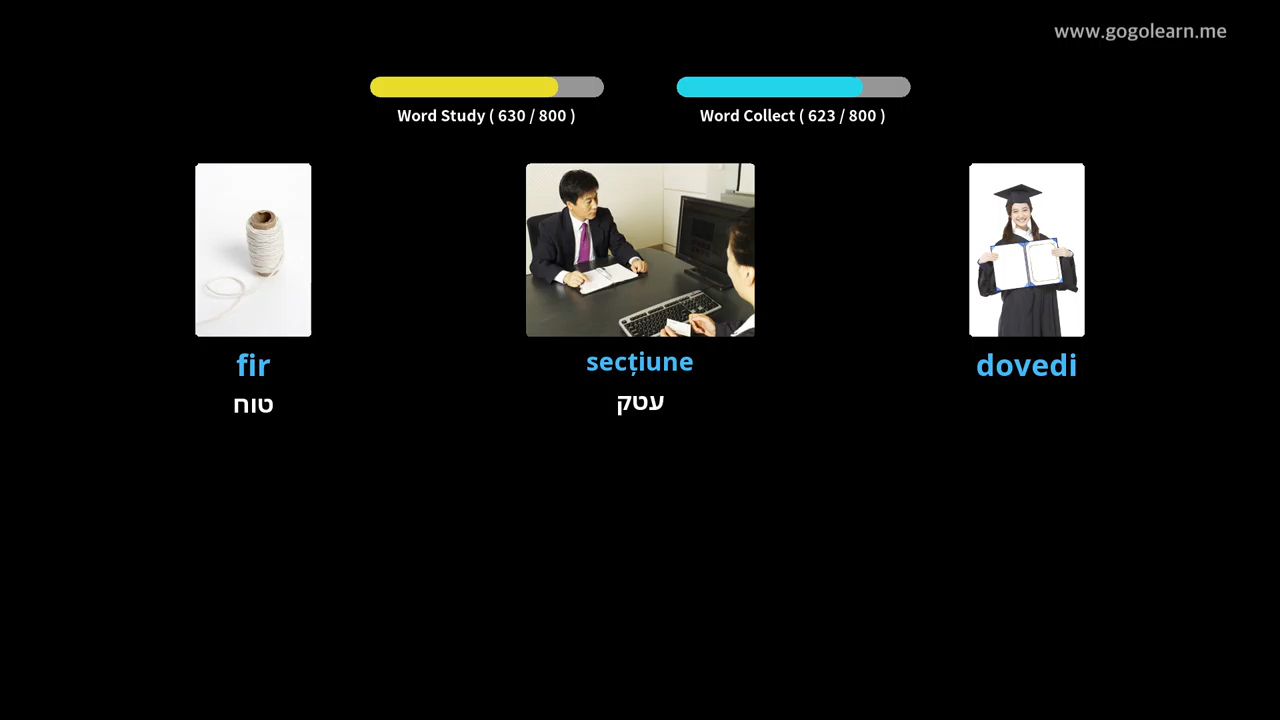 www.gogolearn.me
Word Study ( 630 / 800 )
Word Collect ( 623 / 800 )
fir
טוח
secțiune
עטק
dovedi